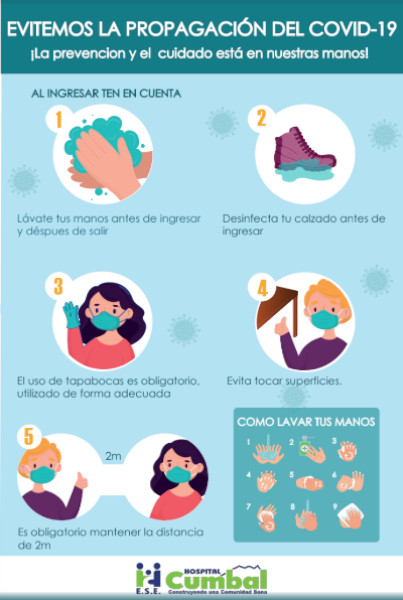 EVITEMOS LA PROPAGACIÓN DEL COVID-19
¡La prevencion y el cuidado está en nuestras manos!
AL INGRESAR TEN EN CUENTA
1
Lávate tus manos antes de ingresar
y déspues de salir
2
Desinfecta tu calzado antes de
ingresar
3
El uso de tapabocas es obligatorio,
utilizado de forma adecuada
4
Evita tocar superficies.
5
2m
Es obligatorio mantener la distancia
de 2m
COMO LAVAR TUS MANOS
1 2 3
4 5 6
7 8 9
HOSPITAL
Cumbal
E.S.E. Construyendo una Comunidad Sana